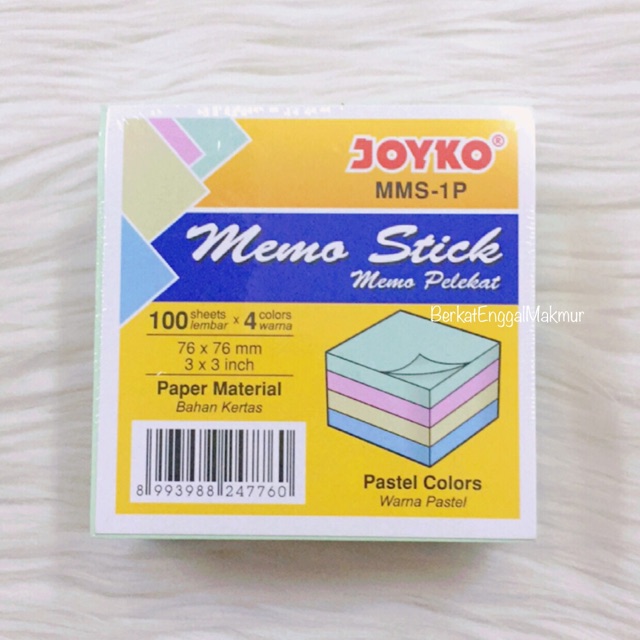 JOYKO®
MMS-1P
Memo Stick
Memo Pelekat
BerkatEnggalMakmur
100 sheets lembar x 4 colors warna
76 x 76 mm
3 x 3 inch
Paper Material
Bahan Kertas
8 993988 247760
Pastel Colors
Warna Pastel